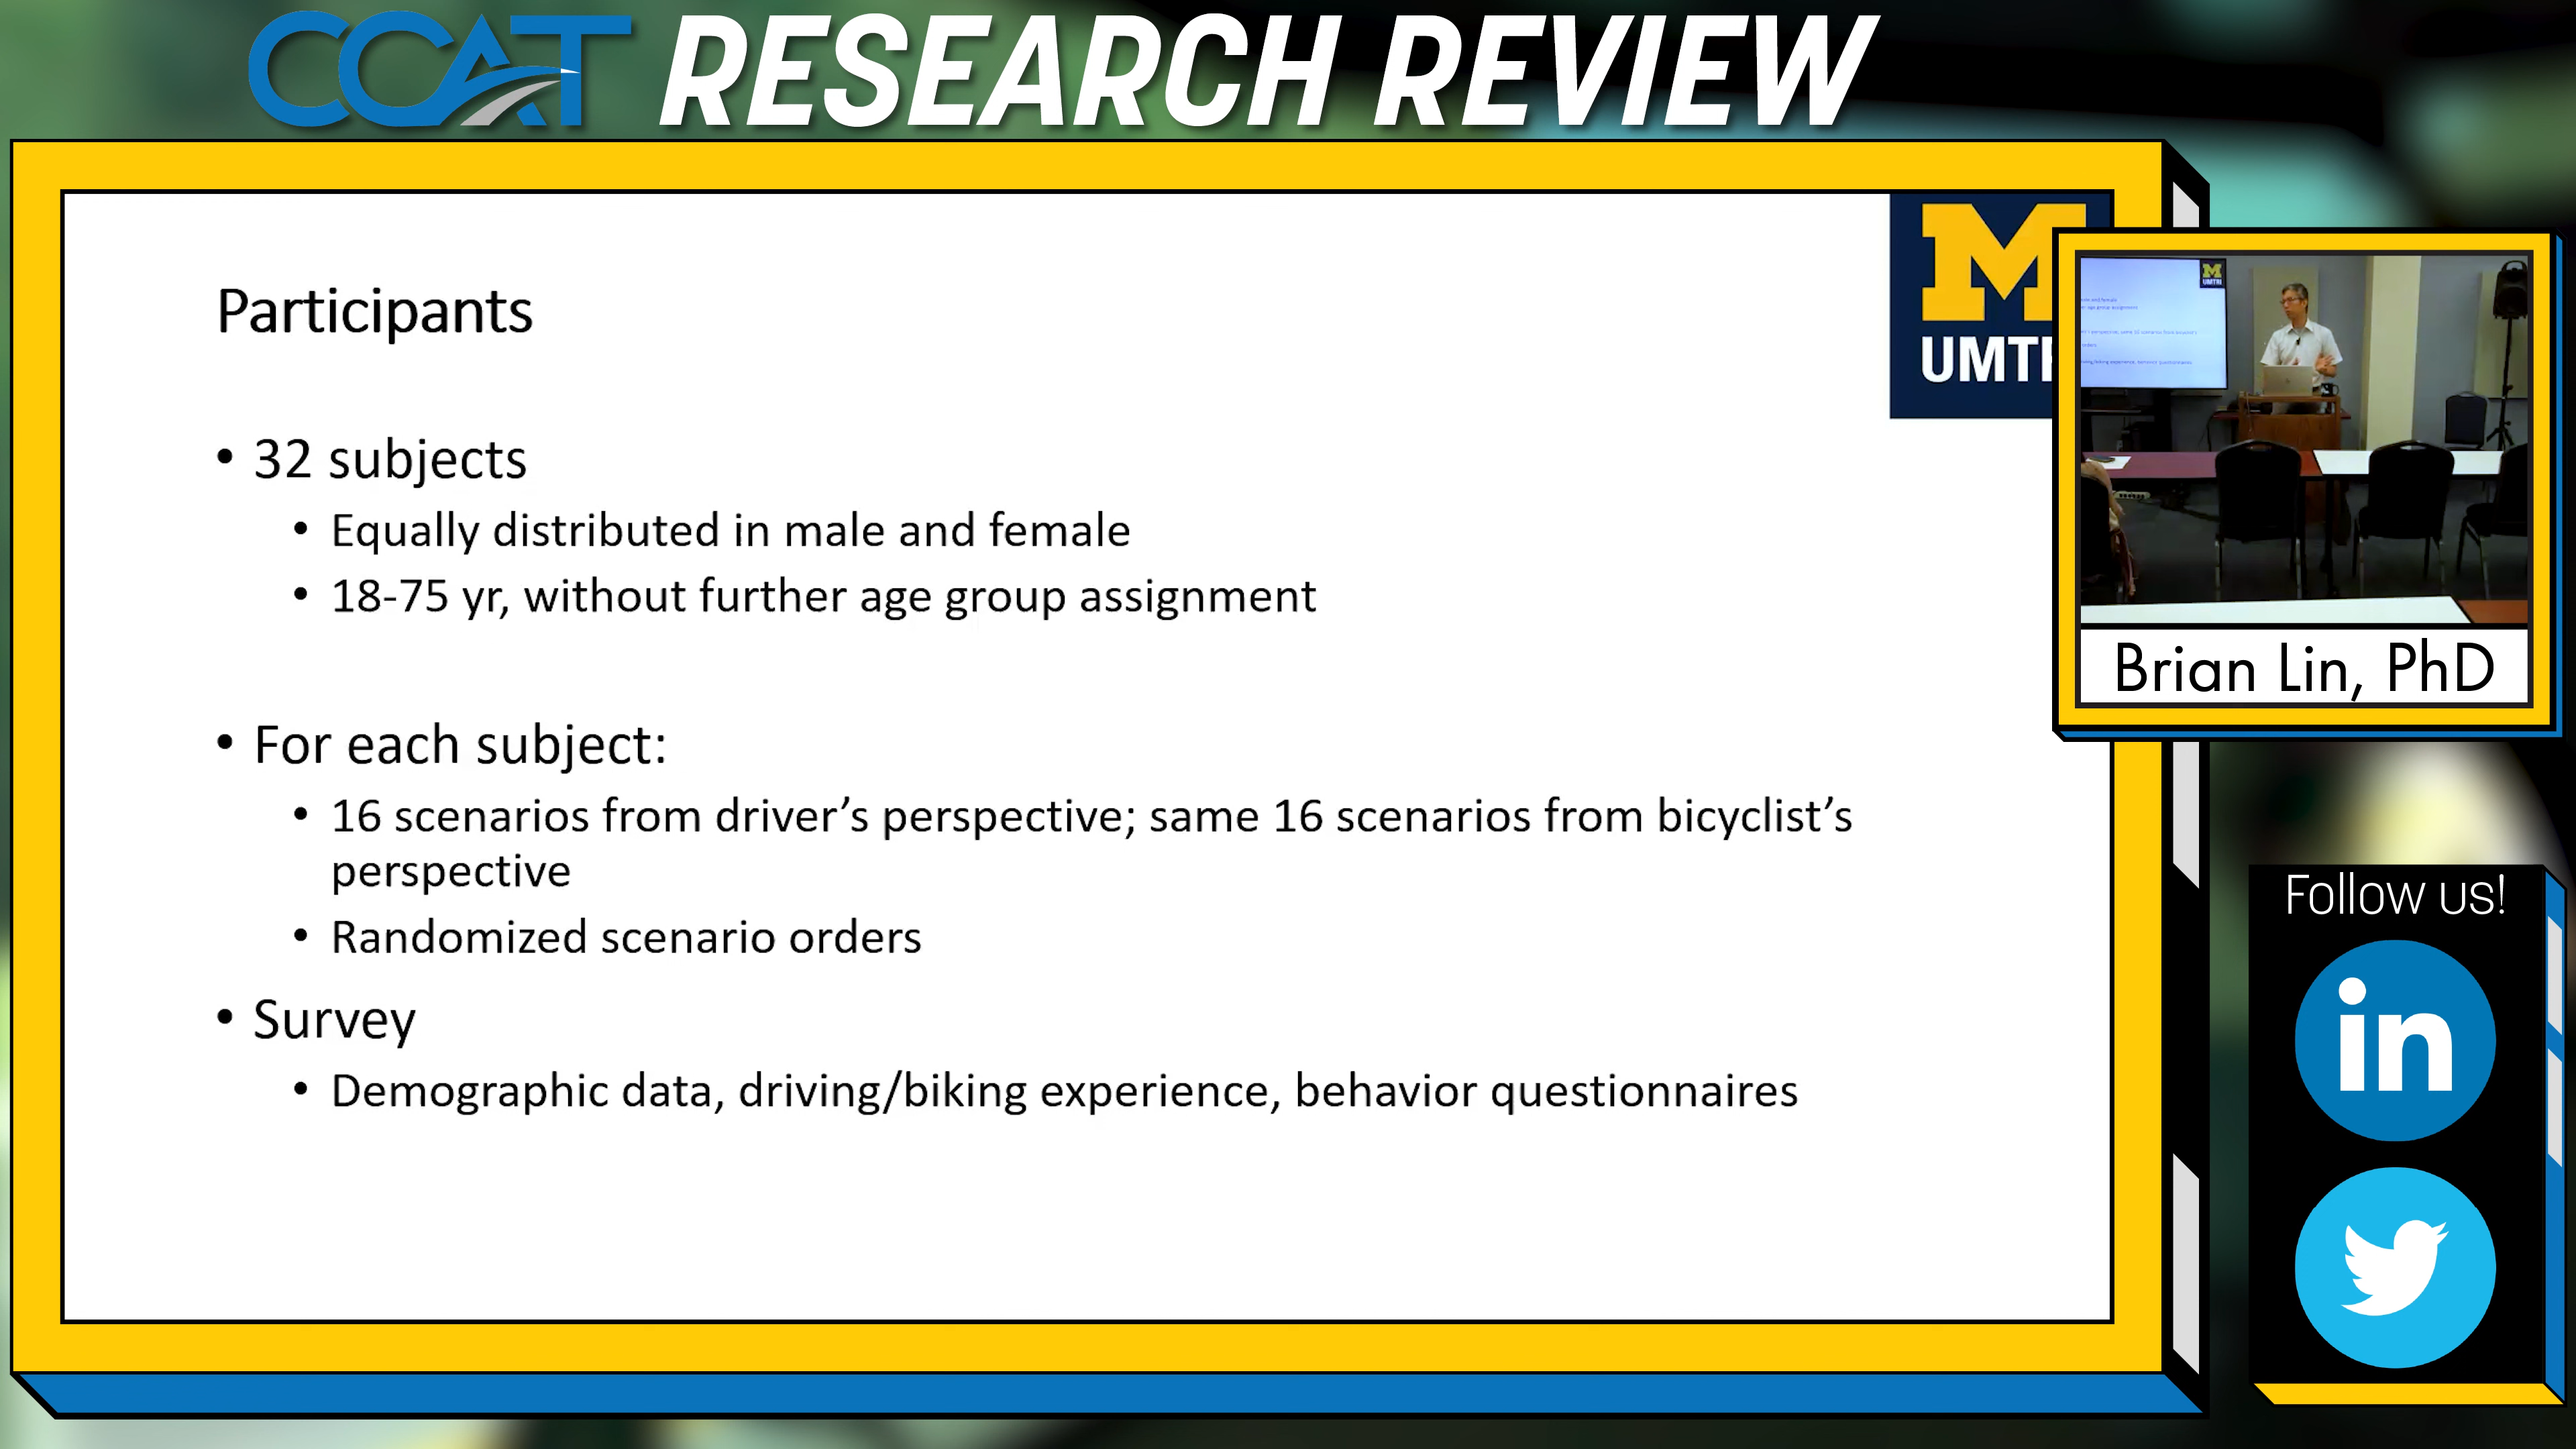 CCAT RESEARCH REVIEW
Participants
M
UMTR
• 32 subjects
• Equally distributed in male and female
• 18-75 yr, without further age group assignment
• For each subject:
• 16 scenarios from driver’s perspective; same 16 scenarios from bicyclist’s
perspective
• Randomized scenario orders
• Survey
• Demographic data, driving/biking experience, behavior questionnaires
M
UMTRI
Brian Lin, PhD
Follow us!
in